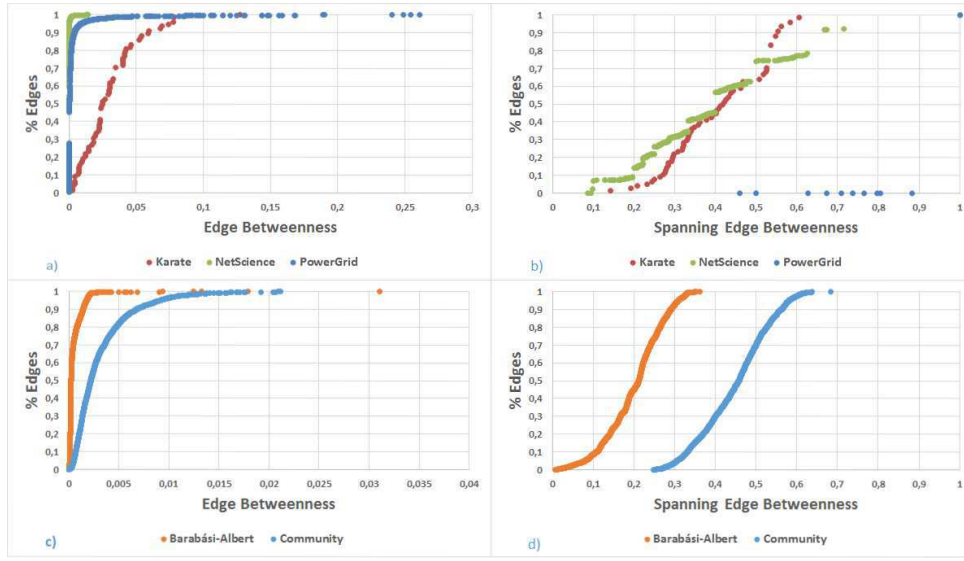 % Edges
1
0,9
0,8
0,7
0,6
0,5
0,4
0,3
0,2
0,1
0
0 0,05 0,1 0,15 0,2 0,25 0,3
Edge Betweenness
Karate NetScience PowerGrid
a)
% Edges
1
0,9
0,8
0,7
0,6
0,5
0,4
0,3
0,2
0,1
0
0 0,1 0,2 0,3 0,4 0,5 0,6 0,7 0,8 0,9 1
Spanning Edge Betweenness
Karate NetScience PowerGrid
b)
% Edges
1
0,9
0,8
0,7
0,6
0,5
0,4
0,3
0,2
0,1
0
0 0,005 0,01 0,015 0,02 0,025 0,03 0,035 0,04
Edge Betweenness
Barabási-Albert Community
c)
% Edges
1
0,9
0,8
0,7
0,6
0,5
0,4
0,3
0,2
0,1
0
0 0,1 0,2 0,3 0,4 0,5 0,6 0,7 0,8 0,9 1
Spanning Edge Betweenness
Barabási-Albert Community
d)